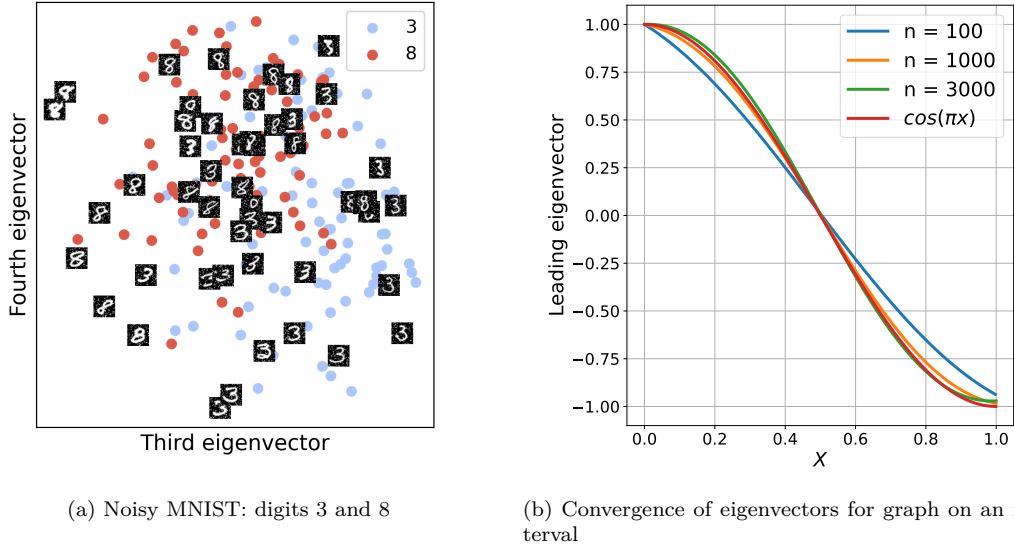 3
8
Fourth eigenvector
Third eigenvector
(a) Noisy MNIST: digits 3 and 8
1.00
0.75
0.50
0.25
0.00
−0.25
−0.50
−0.75
−1.00
Leading eigenvector
n = 100
n = 1000
n = 3000
cos(πx)
0.0 0.2 0.4 0.6 0.8 1.0
X
(b) Convergence of eigenvectors for graph on an
terval